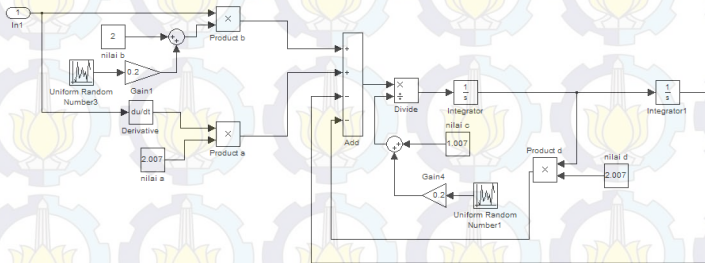 1
In1
2
nilai b
×
Product b
Uniform Random
Number3
0.2
Gain1
du/dt
Derivative
2.007
nilai a
×
Product a
+
+
−
−
Add
×
÷
Divide
1
s
Integrator
1.007
nilai c
Gain4
0.2
Uniform Random
Number1
Product d
×
nilai d
2.007
1
s
Integrator1